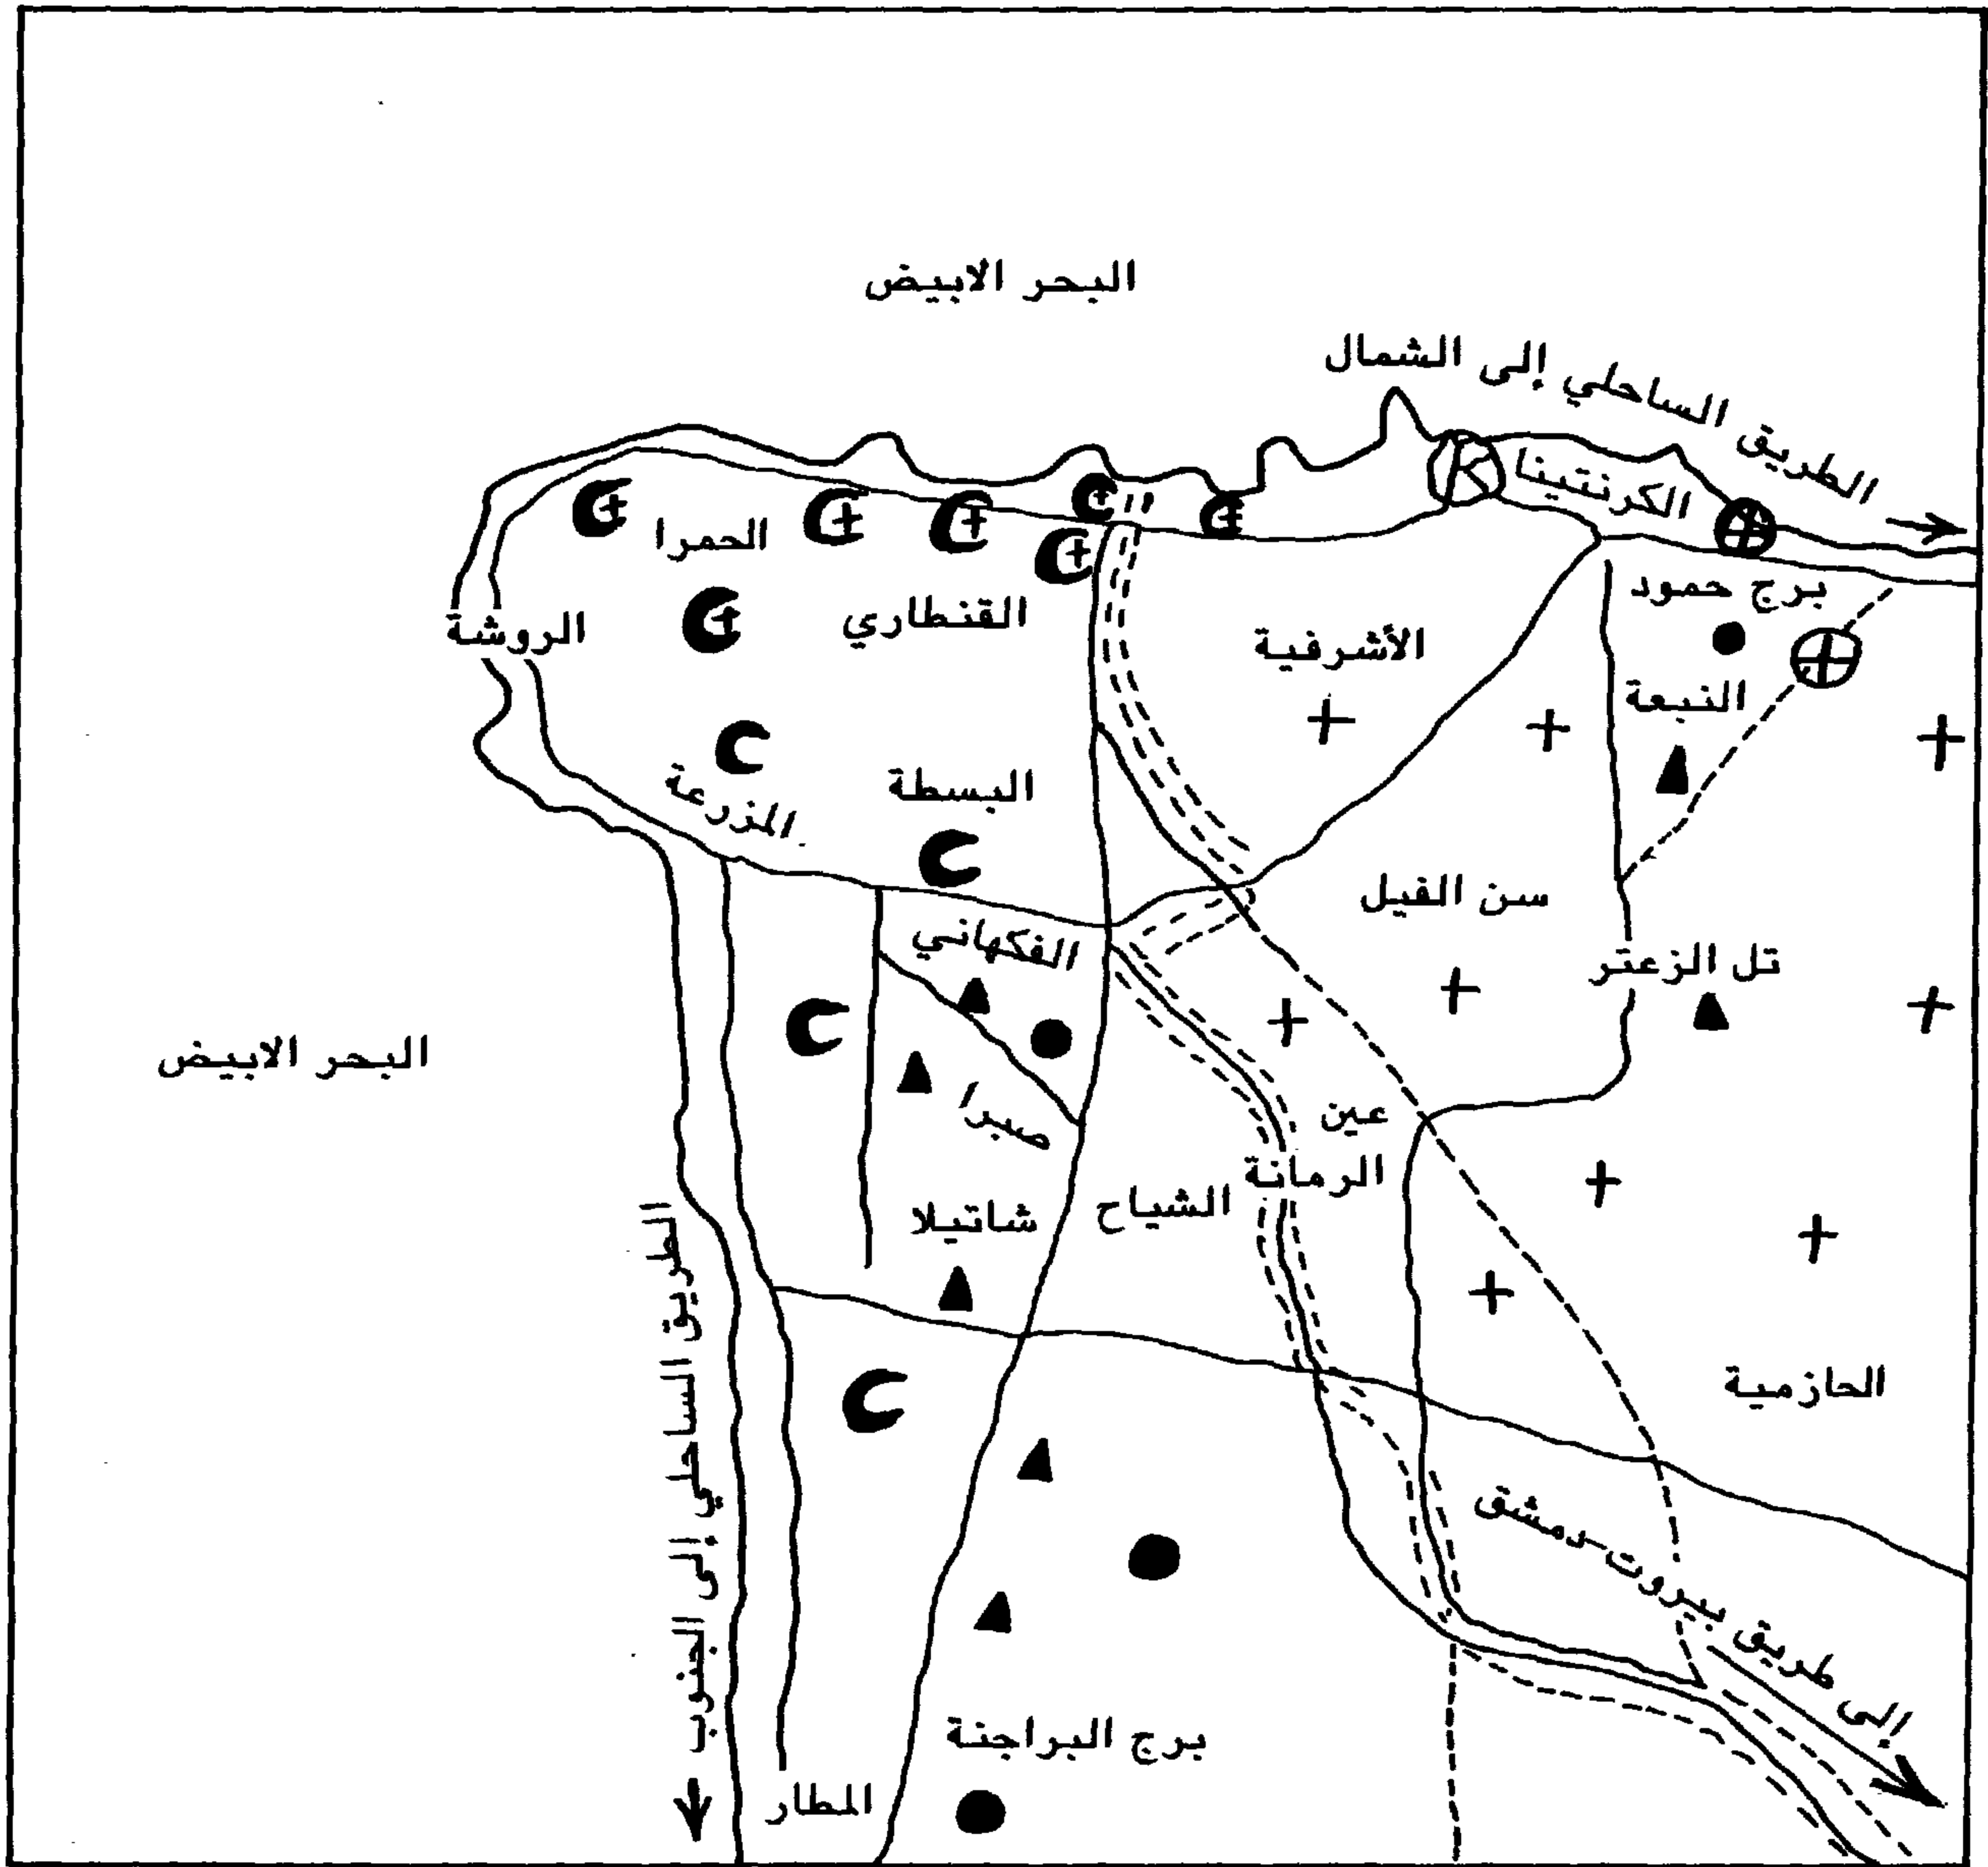 البحر الابيض
الطريق الساحلي إلى الشمال
الكرنتينا
K
الحمرا
برج حمود
القنطاري
الروشة
الأشرفية
النبعة
البسطة
المزرعة
سن الفيل
الفكهاني
تل الزعتر
البحر الابيض
صبرا
عين
الرمانة
الشياح
شاتيلا
الطريق الساحلي إلى الجنوب
الحازمية
إلى طريق بيروت-دمشق
برج البراجنة
المطار